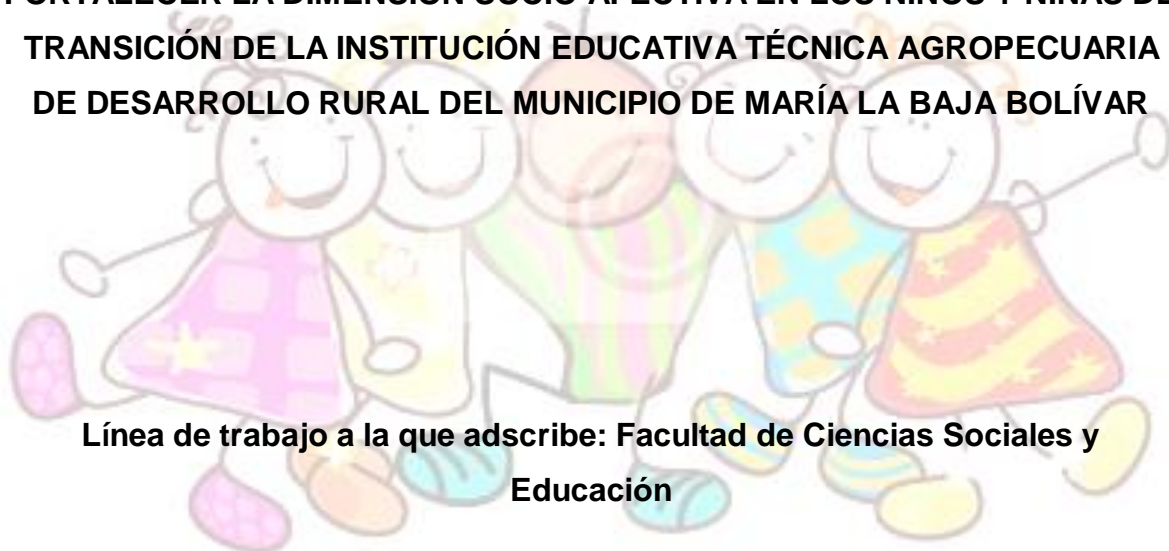 FORTALECER LA DIMENSIÓN SOCIO AFECTIVA EN LOS NIÑOS Y NIÑAS DE
TRANSICIÓN DE LA INSTITUCIÓN EDUCATIVA TÉCNICA AGROPECUARIA
DE DESARROLLO RURAL DEL MUNICIPIO DE MARÍA LA BAJA BOLÍVAR
Línea de trabajo a la que adscribe: Facultad de Ciencias Sociales y
Educación